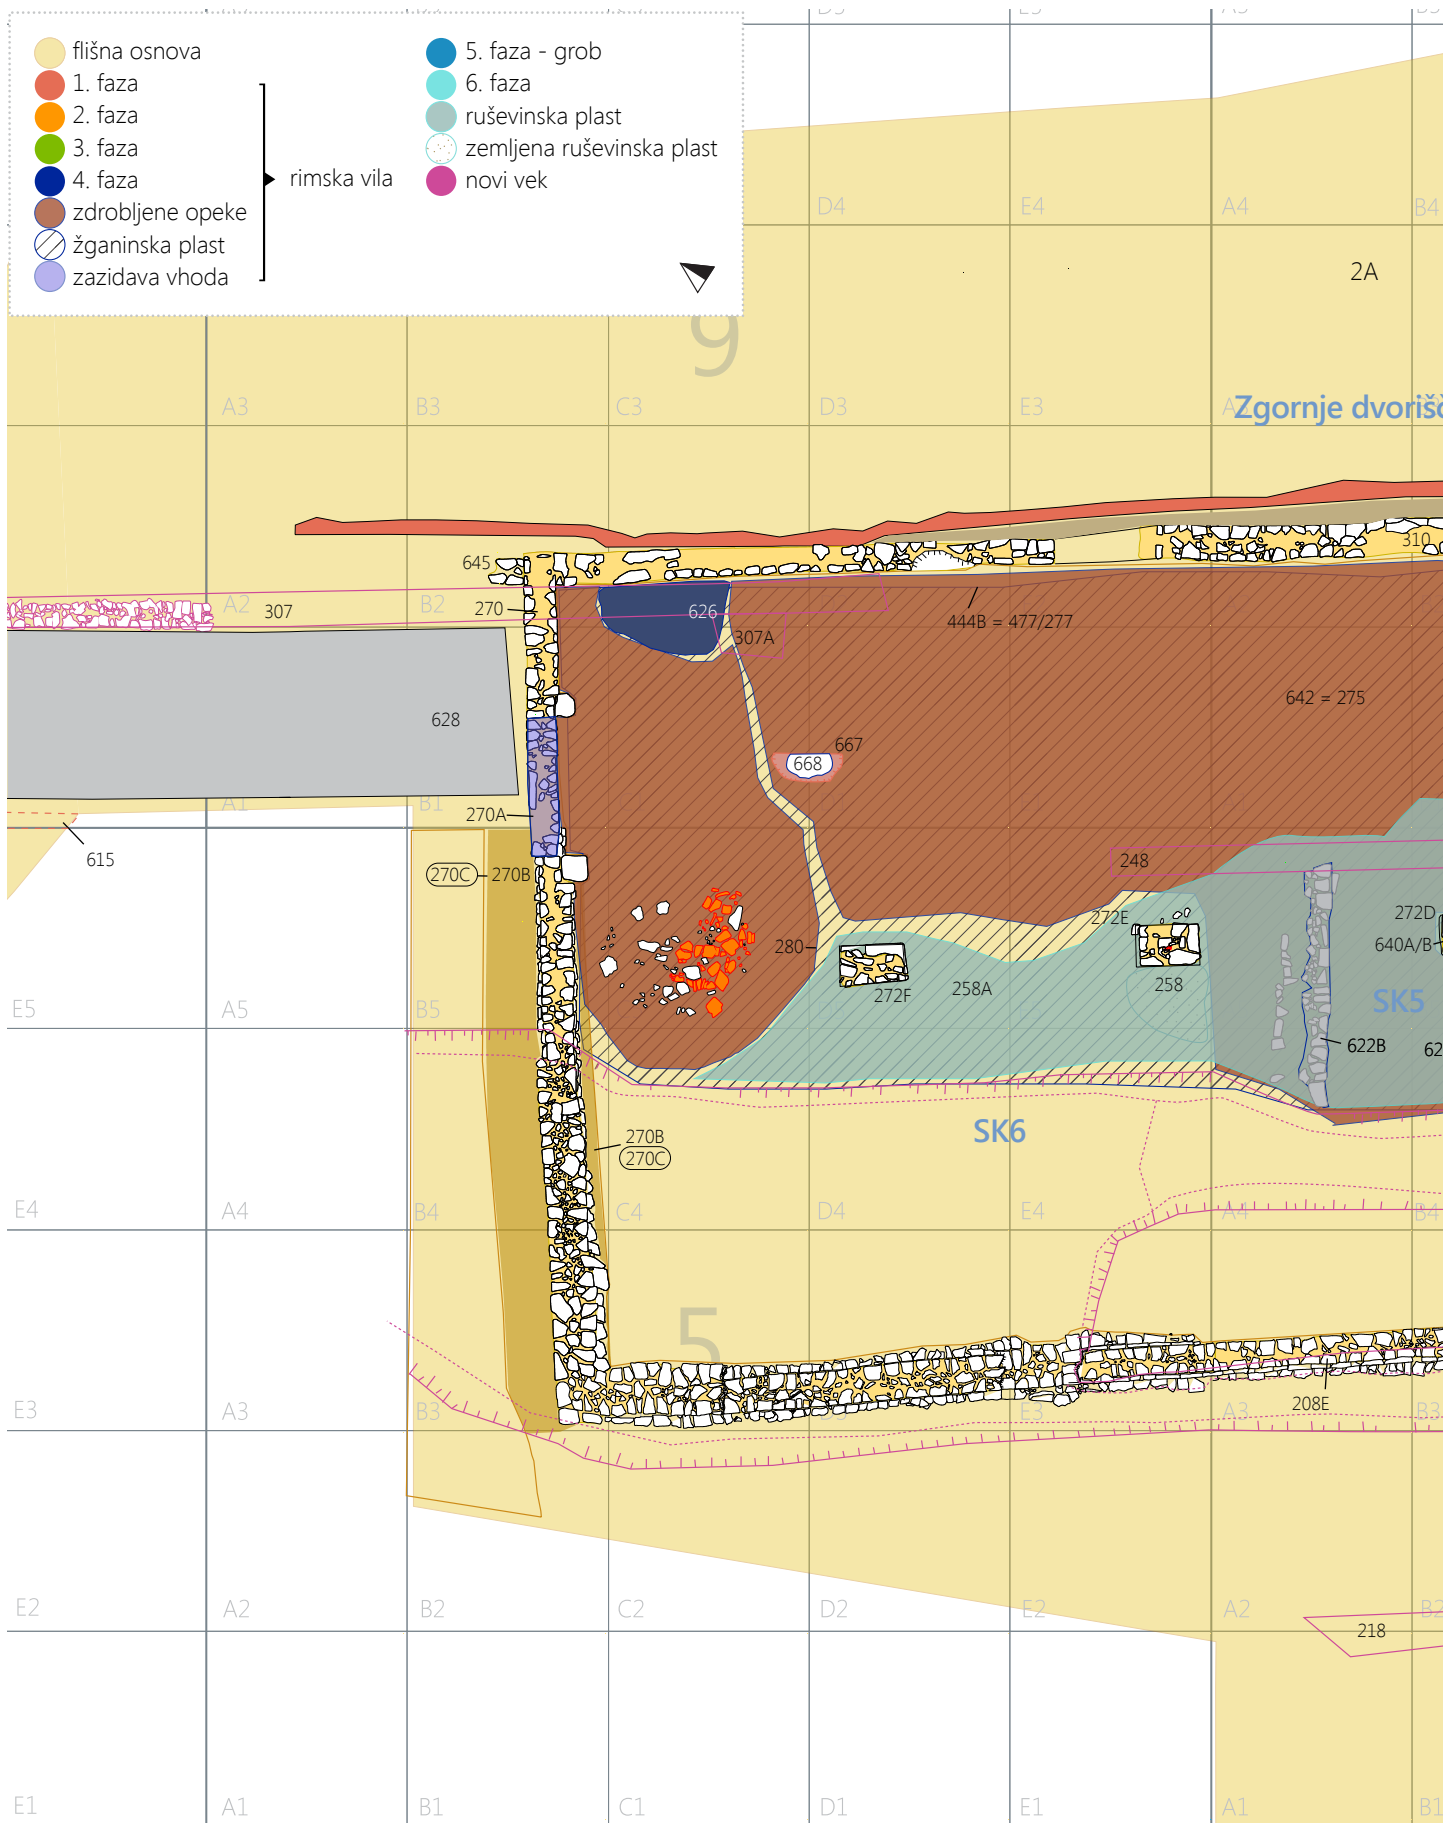 flišna osnova
1. faza
2. faza
3. faza
4. faza
zdrobljene opeke
žganinska plast
zazidava vhoda
rimska vila
5. faza - grob
6. faza
ruševinska plast
zemljena ruševinska plast
novi vek
D4
E4
A4
B4
2A
9
A3
B3
C3
D3
E3
Zgornje dvorišč
310
645
A2
307
B2
270
626
307A
444B = 477/277
642 = 275
628
667
668
A1
B1
270A
615
248
270C
270B
272E
272D
280
640A/B
272F
258A
258
E5
A5
B5
SK5
622B
62
SK6
270B
270C
E4
A4
B4
C4
D4
E4
A4
B4
5
E3
A3
B3
E3
A3
B3
208E
E2
A2
B2
C2
D2
E2
A2
B2
218
E1
A1
B1
C1
D1
E1
A1
B1